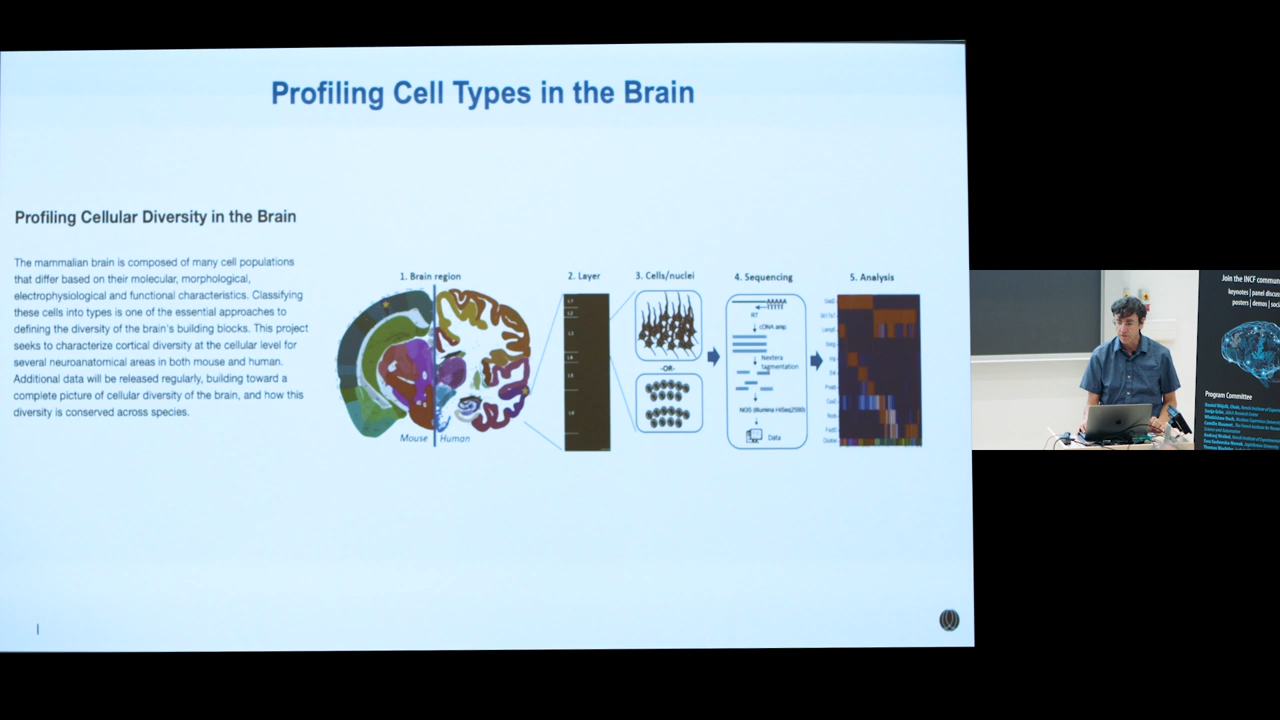 Profiling Cell Types in the Brain
Profiling Cellular Diversity in the Brain
The mammalian brain is composed of many cell populations
that differ based on their molecular, morphological,
electrophysiological and functional characteristics. Classifying
these cells into types is one of the essential approaches to
defining the diversity of the brain's building blocks. This project
seeks to characterize cortical diversity at the cellular level for
several neuroanatomical areas in both mouse and human.
Additional data will be released regularly, building toward a
complete picture of cellular diversity of the brain, and how this
diversity is conserved across species.
1. Brain region
Mouse
Human
2. Layer
3. Cells/nuclei
-OR-
4. Sequencing
AAAAA
TTTTT
RT
cDNA amp
Nextera
tagmentation
NGS (Illumina HiSeq2500)
Data
5. Analysis
Join the INCF commun
keynotes | panel discus
posters | demos | soc
Program Committee